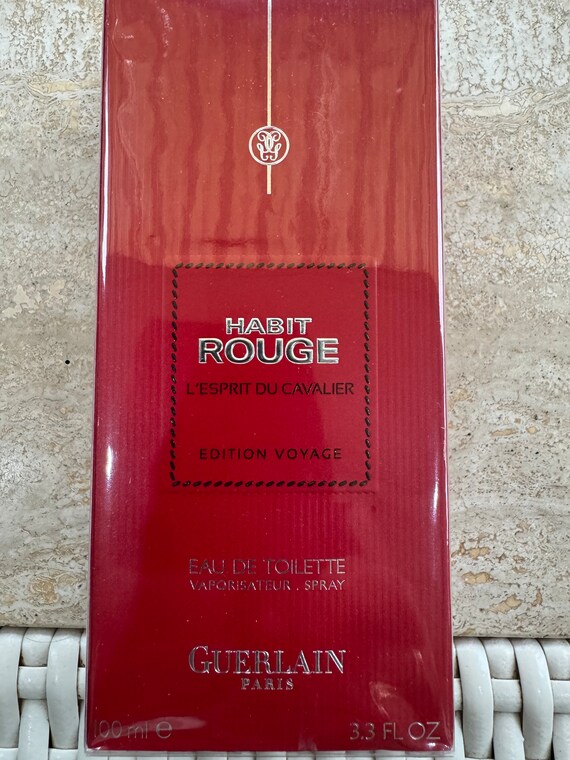 HABIT
ROUGE
L'ESPRIT DU CAVALIER
EDITION VOYAGE
EAU DE TOILETTE
VAPORISATEUR . SPRAY
GUERLAIN
PARIS
100 ml ℮ 3.3 FL OZ